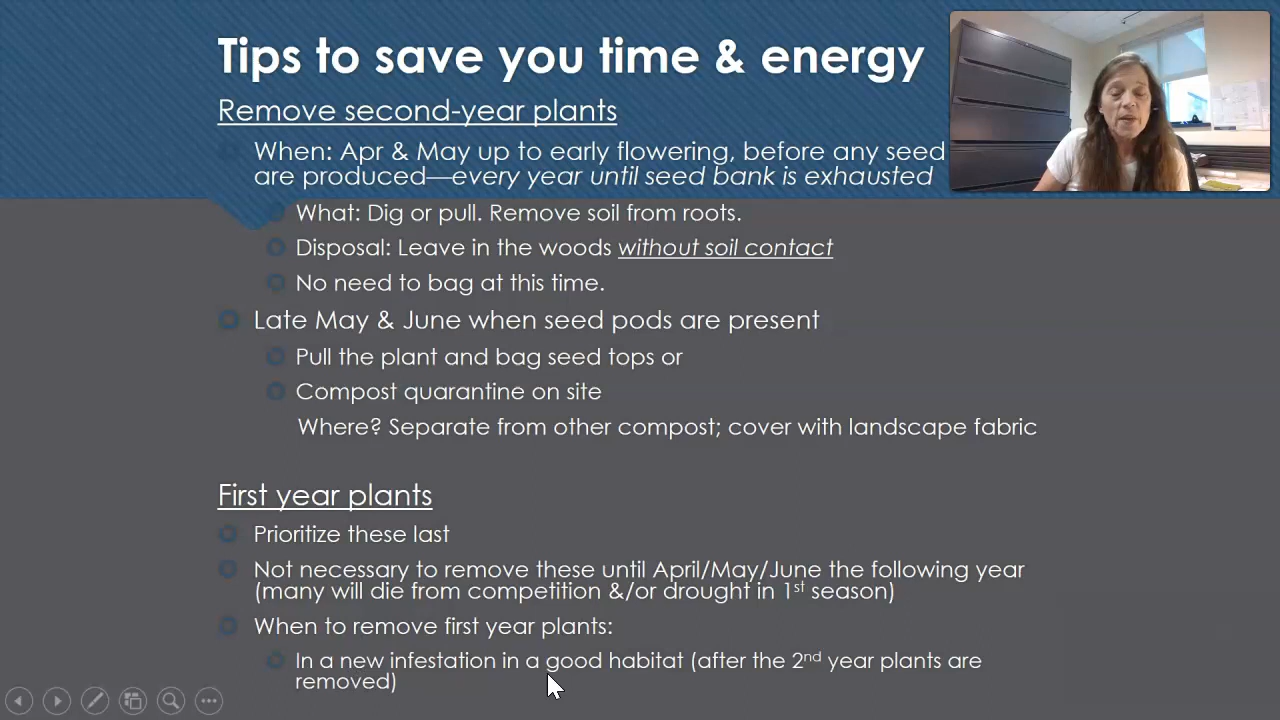 Tips to save you time & energy
Remove second-year plants
When: Apr & May up to early flowering, before any seed
are produced—every year until seed bank is exhausted
What: Dig or pull. Remove soil from roots.
Disposal: Leave in the woods without soil contact
No need to bag at this time.
Late May & June when seed pods are present
Pull the plant and bag seed tops or
Compost quarantine on site
Where? Separate from other compost; cover with landscape fabric
First year plants
Prioritize these last
Not necessary to remove these until April/May/June the following year
(many will die from competition &/or drought in 1st season)
When to remove first year plants:
In a new infestation in a good habitat (after the 2nd year plants are
removed)